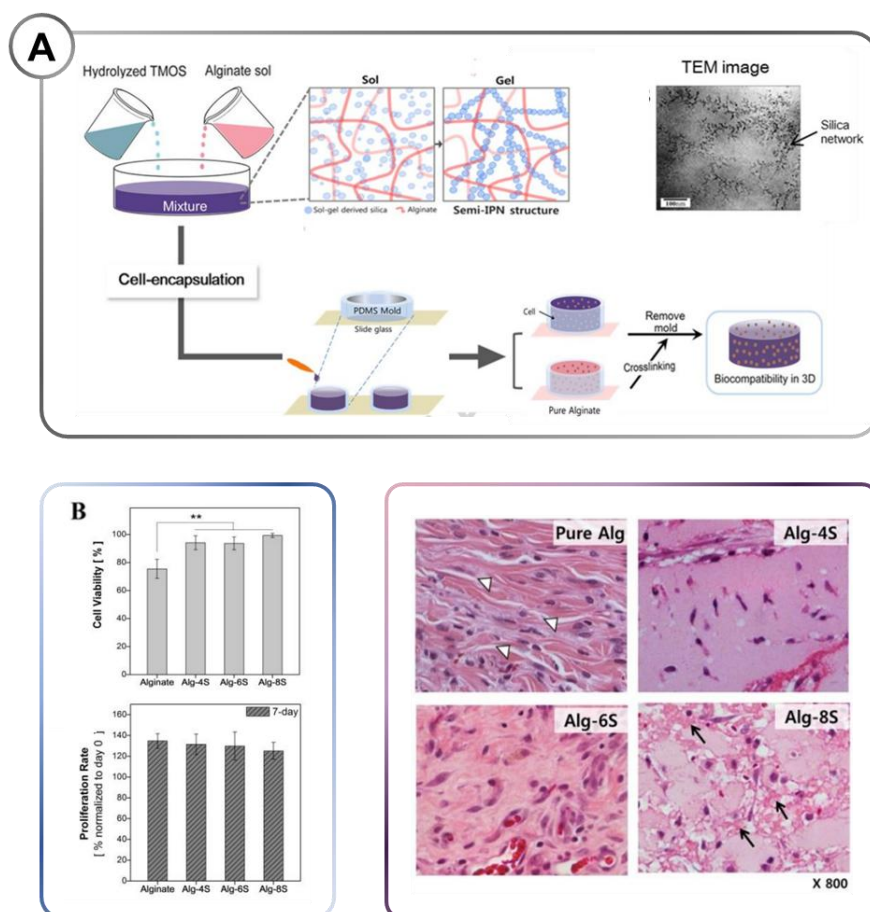 A
Hydrolyzed TMOS
Alginate sol
Mixture
Sol
Gel
Sol-gel derived silica
Alginate
Semi-IPN structure
TEM image
Silica
network
100nm
Cell-encapsulation
PDMS Mold
Slide glass
Cell
Pure Alginate
Remove
mold
Crosslinking
Biocompatibility in 3D
B
**
Cell Viability [ % ]
100
80
60
40
20
0
Alginate Alg-4S Alg-6S Alg-8S
7-day
Proliferation Rate
[ % normalized to day 0 ]
160
140
120
100
80
60
40
20
0
Alginate Alg-4S Alg-6S Alg-8S
Pure Alg
Alg-4S
Alg-6S
Alg-8S
X 800